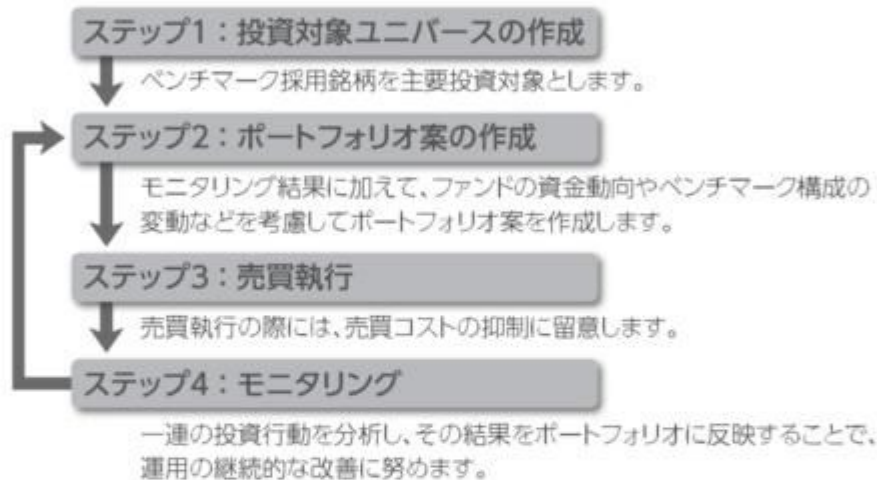 ステップ1：投資対象ユニバースの作成
ベンチマーク採用銘柄を主要投資対象とします。
ステップ2：ポートフォリオ案の作成
モニタリング結果に加えて、ファンドの資金動向やベンチマーク構成の
変動などを考慮してポートフォリオ案を作成します。
ステップ3：売買執行
売買執行の際には、売買コストの抑制に留意します。
ステップ4：モニタリング
一連の投資行動を分析し、その結果をポートフォリオに反映することで、
運用の継続的な改善に努めます。